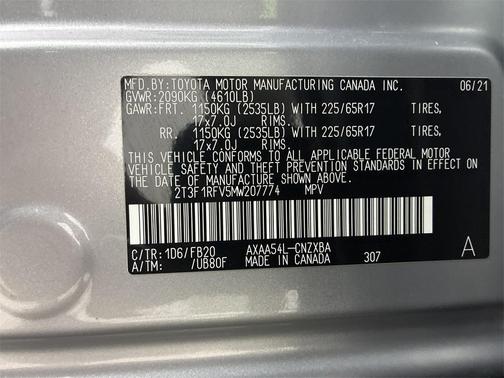 MFD.BY:TOYOTA MOTOR MANUFACTURING CANADA INC. 06/21
GVWR:2090KG (4610LB)
GAWR:FRT. 1150KG (2535LB) WITH 225/65R17 TIRES,
17x7.0J RIMS.
RR. 1150KG (2535LB) WITH 225/65R17 TIRES,
17x7.0J RIMS.
THIS VEHICLE CONFORMS TO ALL APPLICABLE FEDERAL MOTOR
VEHICLE SAFETY AND THEFT PREVENTION STANDARDS IN EFFECT ON
THE DATE OF MANUFACTURE SHOWN ABOVE.
2T3F1RFV5MW207774 MPV
C/TR:1D6/FB20 AXAA54L-CNZXBA
A/TM: /UB80F MADE IN CANADA 307 A